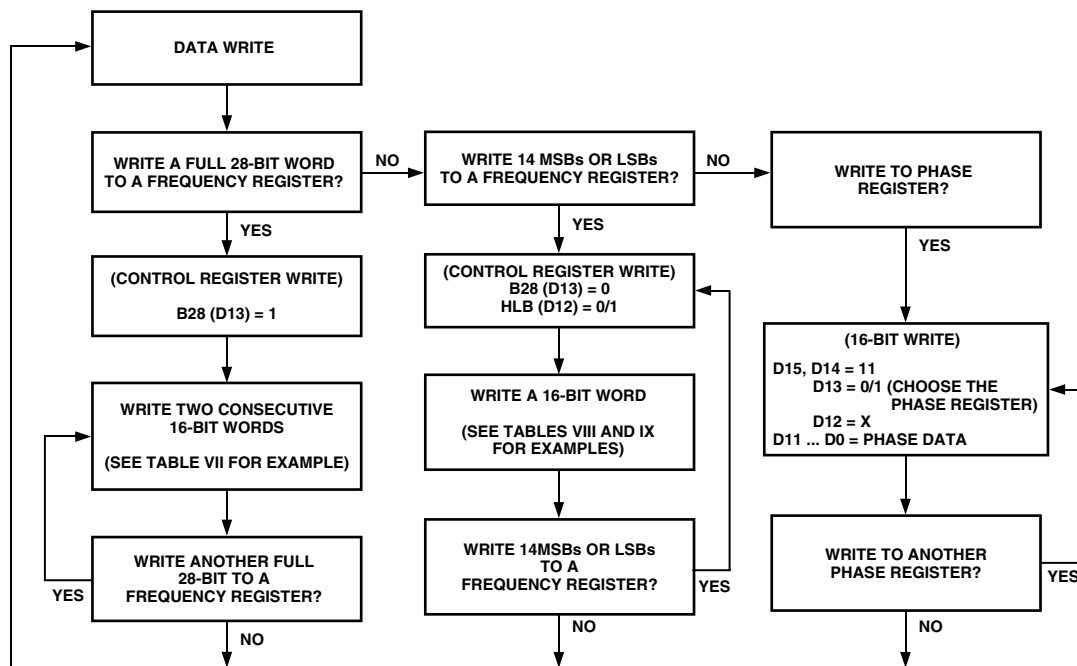 DATA WRITE
WRITE A FULL 28-BIT WORD
TO A FREQUENCY REGISTER?
NO
WRITE 14 MSBs OR LSBs
TO A FREQUENCY REGISTER?
NO
WRITE TO PHASE
REGISTER?
YES
YES
YES
(CONTROL REGISTER WRITE)
B28 (D13) = 1
(CONTROL REGISTER WRITE)
B28 (D13) = 0
HLB (D12) = 0/1
(16-BIT WRITE)
D15, D14 = 11
D13 = 0/1 (CHOOSE THE
PHASE REGISTER)
D12 = X
D11 ... D0 = PHASE DATA
WRITE TWO CONSECUTIVE
16-BIT WORDS
(SEE TABLE VII FOR EXAMPLE)
WRITE A 16-BIT WORD
(SEE TABLES VIII AND IX
FOR EXAMPLES)
WRITE ANOTHER FULL
28-BIT TO A
FREQUENCY REGISTER?
YES
NO
WRITE 14MSBs OR LSBs
TO A
FREQUENCY REGISTER?
YES
NO
WRITE TO ANOTHER
PHASE REGISTER?
YES
NO